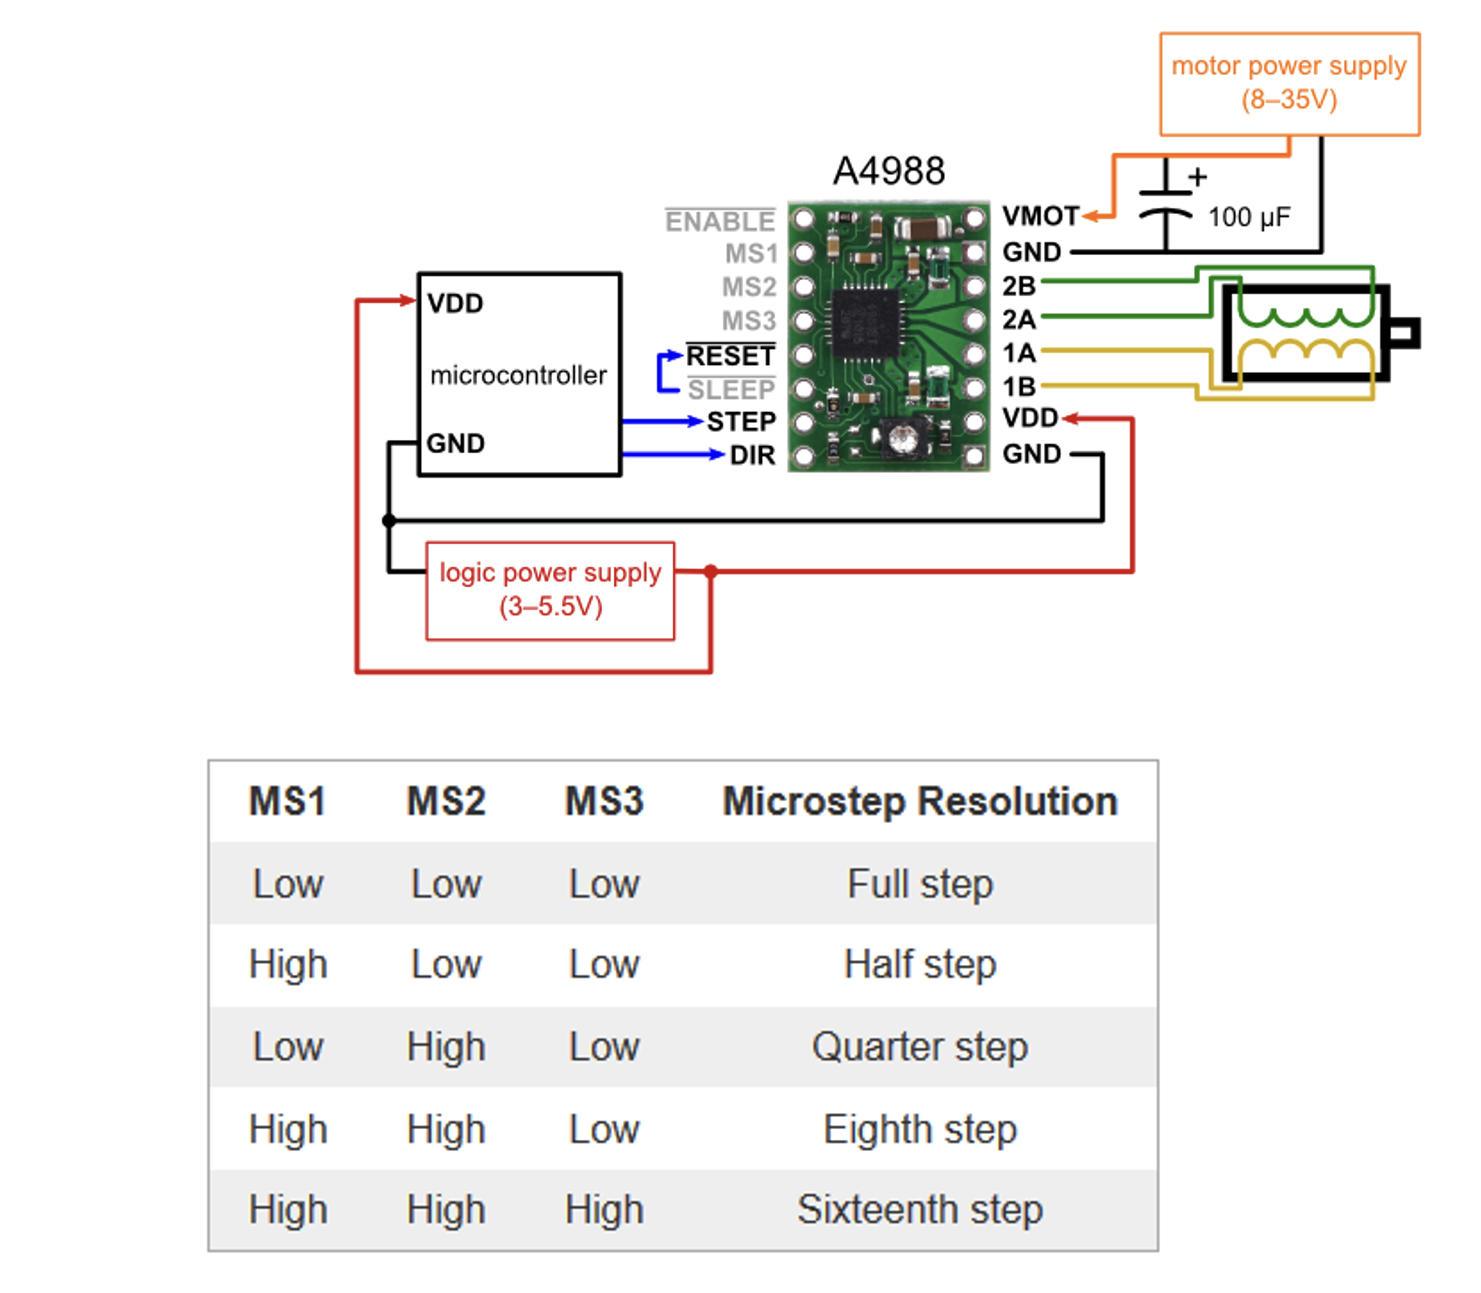 motor power supply
(8–35V)
A4988
ENABLE
VMOT
+
100 µF
MS1
GND
MS2
2B
MS3
2A
VDD
RESET
1A
microcontroller
SLEEP
1B
STEP
VDD
GND
DIR
GND
logic power supply
(3–5.5V)
MS1 MS2 MS3 Microstep Resolution
Low Low Low Full step
High Low Low Half step
Low High Low Quarter step
High High Low Eighth step
High High High Sixteenth step